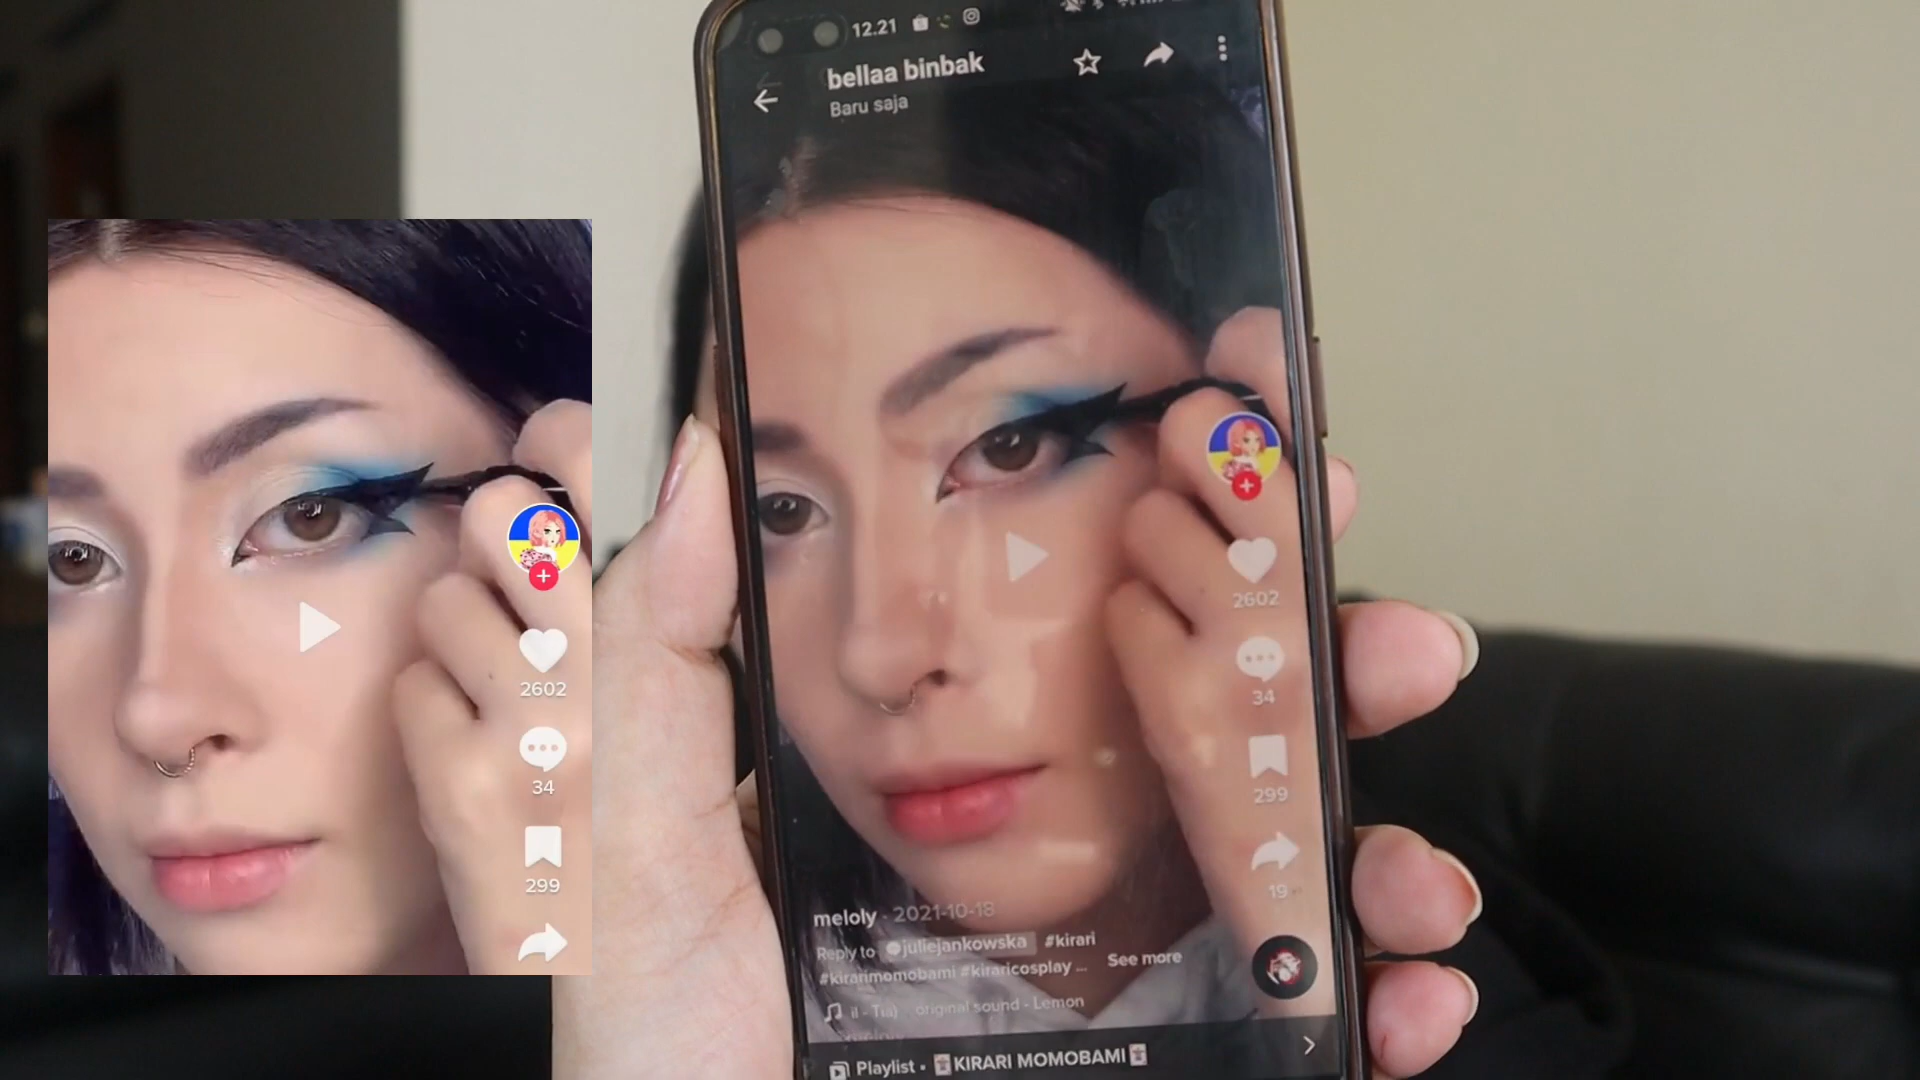 12.21
bellaa binbak
Baru saja
2602
34
299
19
meloly · 2021-10-18
Reply to @juliejankowska #kirari
#kirarimomobami #kiraricosplay ... See more
original sound - Lemon
Playlist • 🃏KIRARI MOMOBAMI🃏
2602
34
299